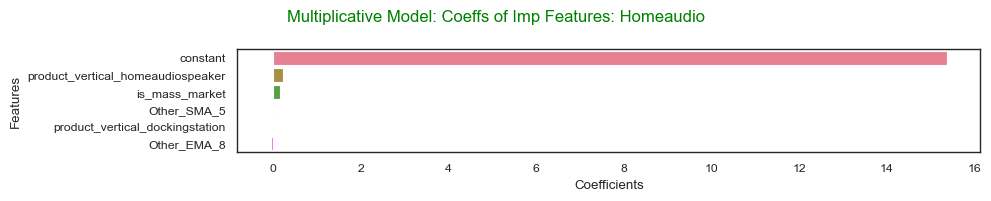 Multiplicative Model: Coeffs of Imp Features: Homeaudio
Features
constant
product_vertical_homeaudiospeaker
is_mass_market
Other_SMA_5
product_vertical_dockingstation
Other_EMA_8
0 2 4 6 8 10 12 14 16
Coefficients